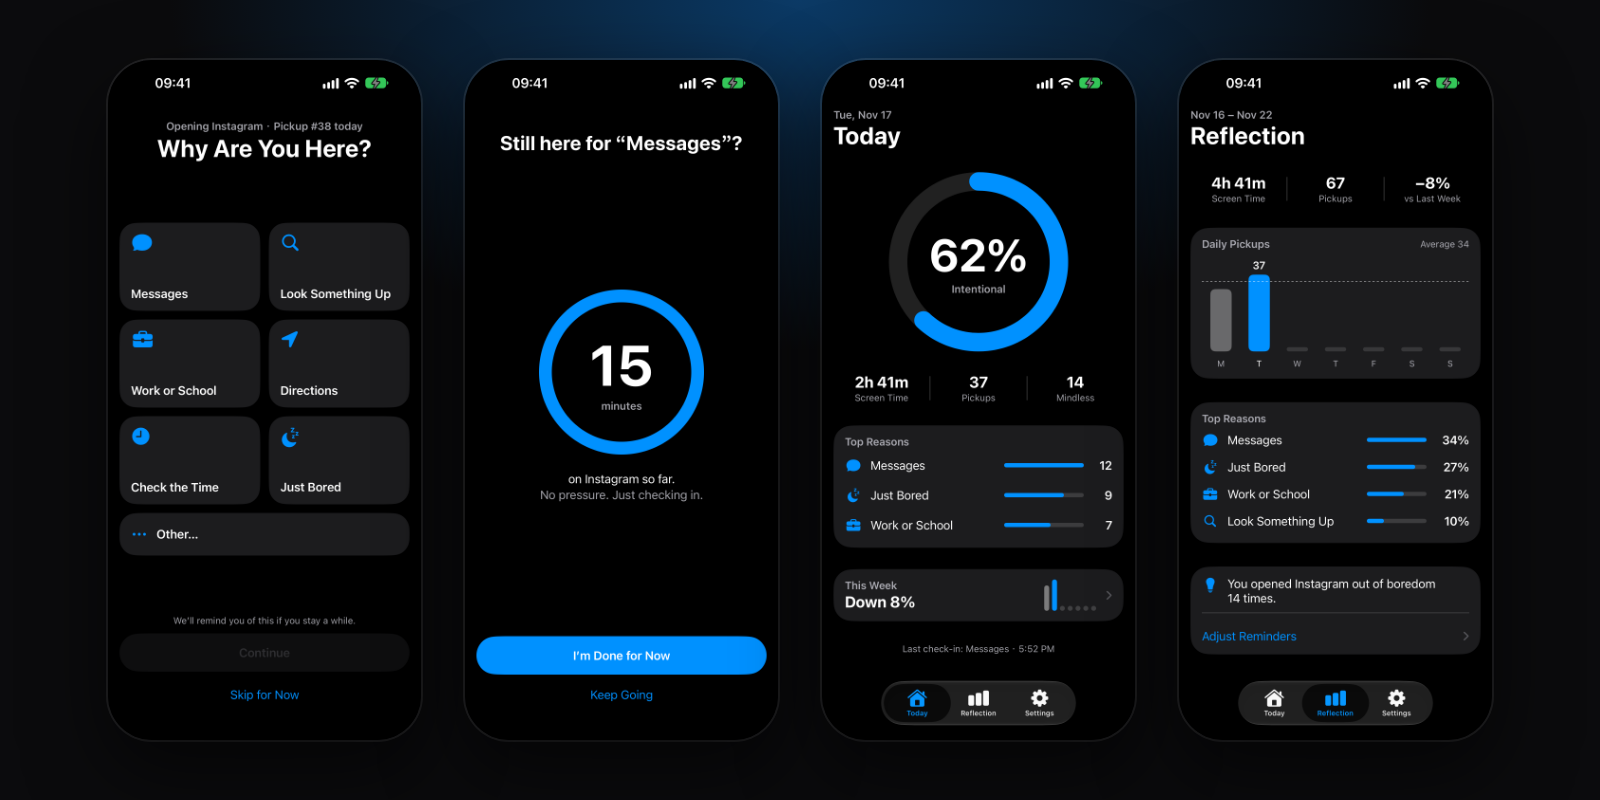 09:41
Opening Instagram · Pickup #38 today
Why Are You Here?
Messages
Look Something Up
Work or School
Directions
Check the Time
Just Bored
Other...
We'll remind you of this if you stay a while.
Continue
Skip for Now
09:41
Still here for “Messages”?
15
minutes
on Instagram so far.
No pressure. Just checking in.
I'm Done for Now
Keep Going
09:41
Tue, Nov 17
Today
62%
Intentional
2h 41m
Screen Time
37
Pickups
14
Mindless
Top Reasons
Messages 12
Just Bored 9
Work or School 7
This Week
Down 8%
Last check-in: Messages · 5:52 PM
Today Reflection Settings
09:41
Nov 16 – Nov 22
Reflection
4h 41m
Screen Time
67
Pickups
–8%
vs Last Week
Daily Pickups Average 34
37
M T W T F S S
Top Reasons
Messages 34%
Just Bored 27%
Work or School 21%
Look Something Up 10%
You opened Instagram out of boredom
14 times.
Adjust Reminders
Today Reflection Settings